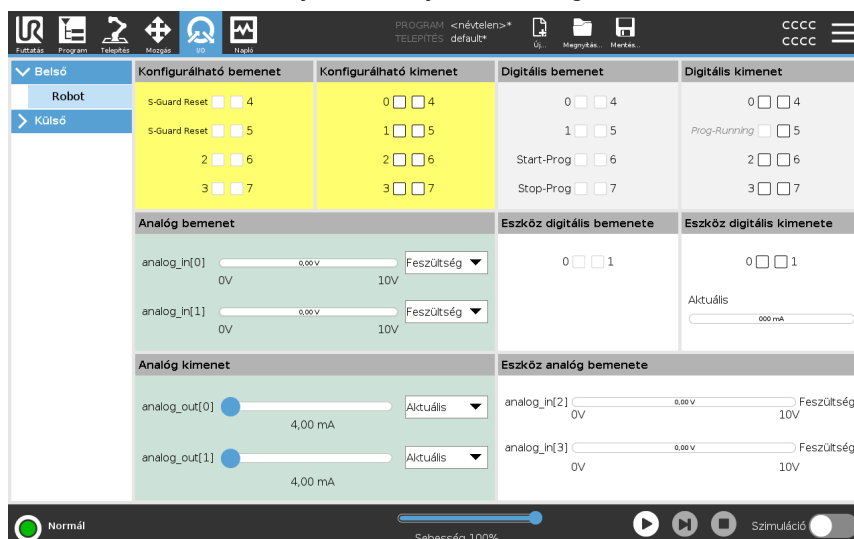 PROGRAM <névtelen>*
TELEPÍTÉS default*
UR
Futtatás Program Telepítés Mozgás I/O Napló
Új... Megnyitás... Mentés...
CCCC
CCCC
Belső
Robot
Külső
Konfigurálható bemenet
S-Guard Reset 4
S-Guard Reset 5
2 6
3 7
Konfigurálható kimenet
0 4
1 5
2 6
3 7
Digitális bemenet
0 4
1 5
Start-Prog 6
Stop-Prog 7
Digitális kimenet
0 4
Prog-Running 5
2 6
3 7
Analóg bemenet
analog_in[0] 0,00 V Feszültség
0V 10V
analog_in[1] 0,00 V Feszültség
0V 10V
Eszköz digitális bemenete
0 1
Eszköz digitális kimenete
0 1
Aktuális
000 mA
Analóg kimenet
analog_out[0] Aktuális
4,00 mA
analog_out[1] Aktuális
4,00 mA
Eszköz analóg bemenete
analog_in[2] 0,00 V Feszültség
0V 10V
analog_in[3] 0,00 V Feszültség
0V 10V
Normál
Sebesség 100%
Szimuláció